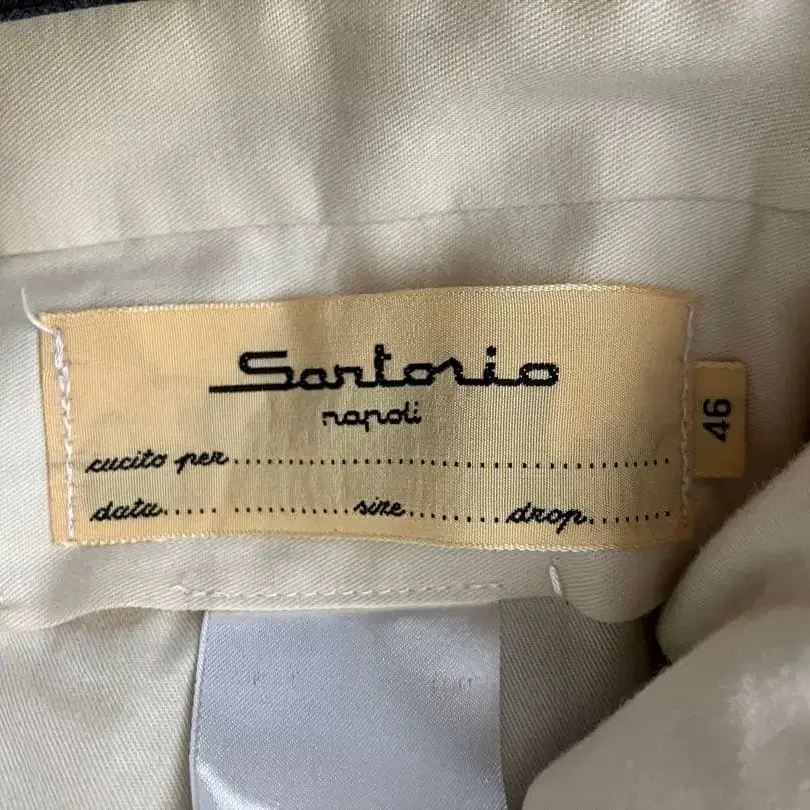 Sartorio
napoli
cucito per..............................................
data..... ............size.......drop........
46